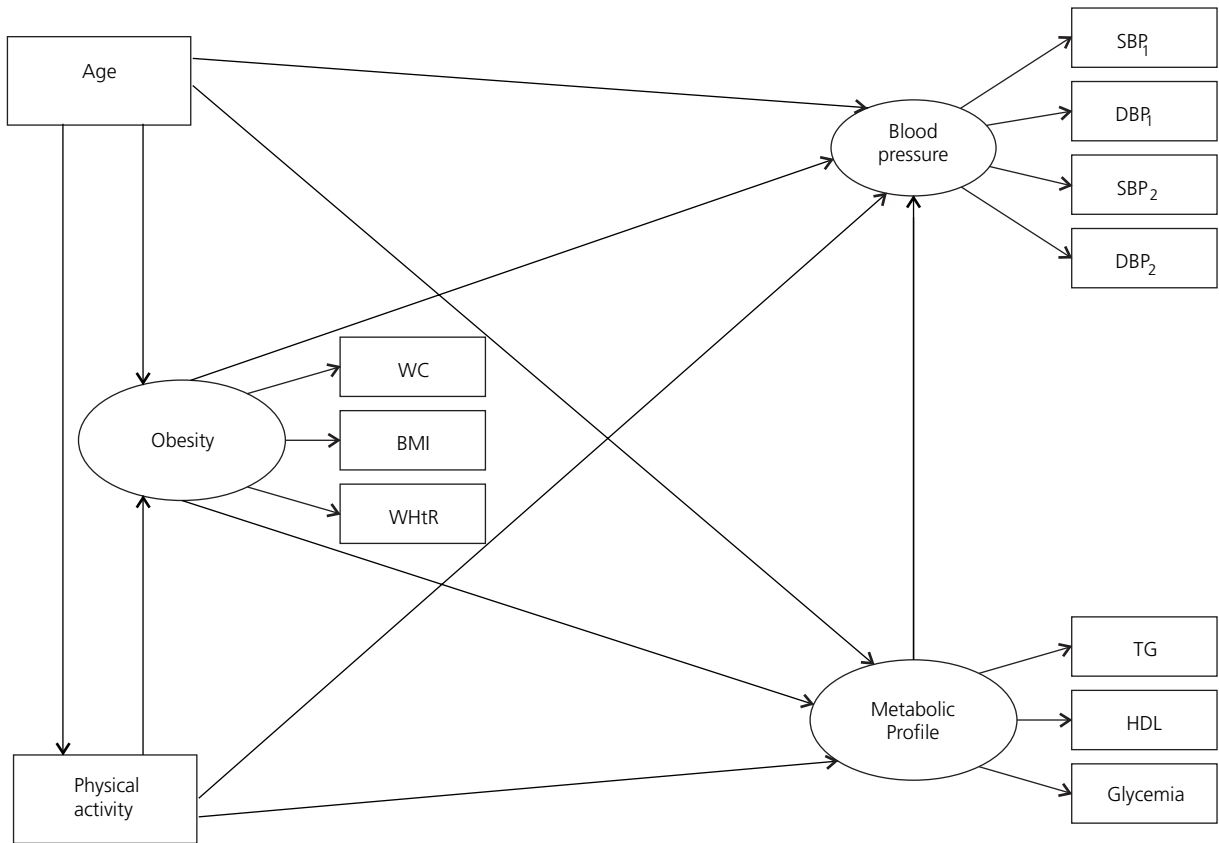 Age
SBP1
DBP1
SBP2
DBP2
Blood
pressure
WC
BMI
WHtR
Obesity
TG
HDL
Glycemia
Metabolic
Profile
Physical
activity